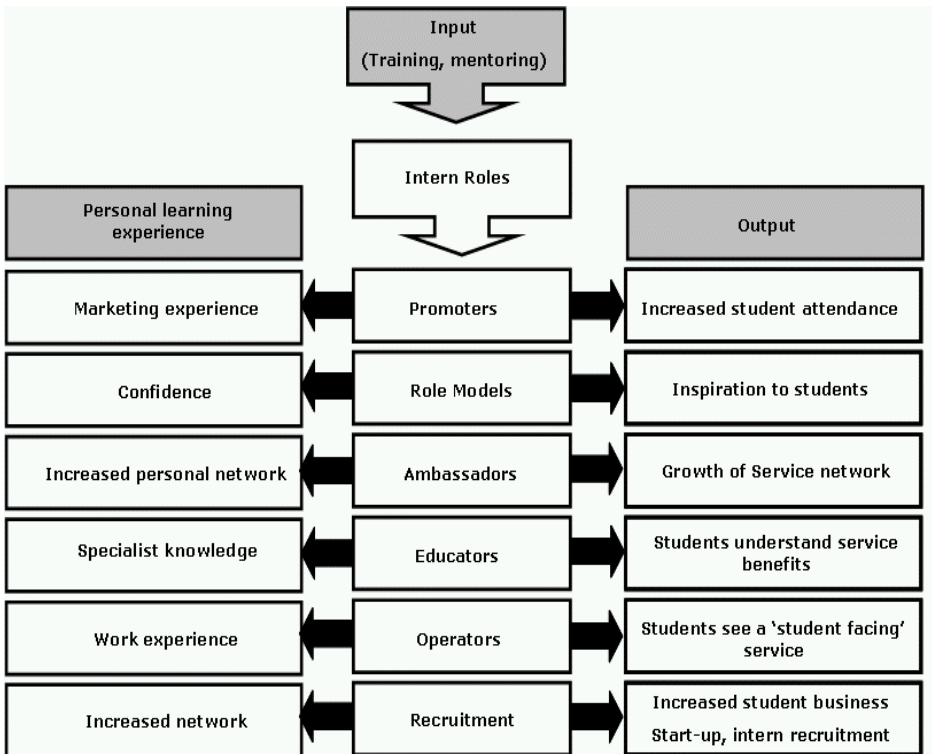 Input
(Training, mentoring)
Intern Roles
Personal learning
experience
Output
Marketing experience
Promoters
Increased student attendance
Confidence
Role Models
Inspiration to students
Increased personal network
Ambassadors
Growth of Service network
Specialist knowledge
Educators
Students understand service
benefits
Work experience
Operators
Students see a ‘student facing’
service
Increased network
Recruitment
Increased student business
Start-up, intern recruitment